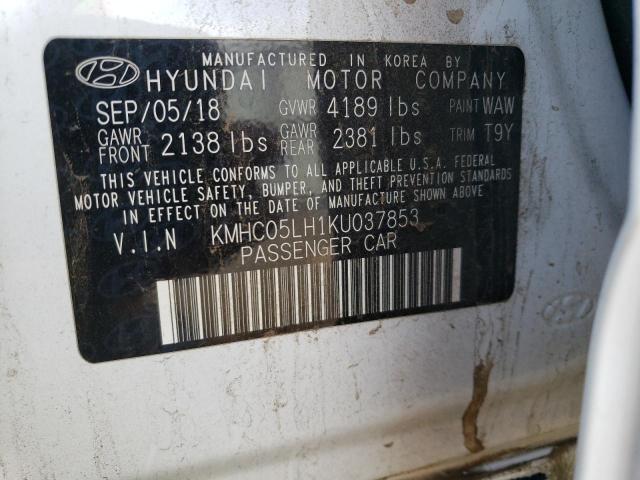 MANUFACTURED IN KOREA BY
HYUNDAI MOTOR COMPANY
SEP/05/18 GVWR 4189 lbs PAINT WAW
GAWR FRONT 2138 lbs GAWR REAR 2381 lbs TRIM T9Y
THIS VEHICLE CONFORMS TO ALL APPLICABLE U.S.A. FEDERAL
MOTOR VEHICLE SAFETY, BUMPER, AND THEFT PREVENTION STANDARDS
IN EFFECT ON THE DATE OF MANUFACTURE SHOWN ABOVE.
V.I.N KMHC05LH1KU037853
PASSENGER CAR